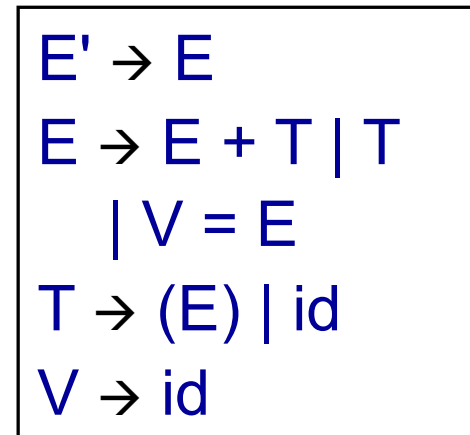 E' → E
E → E + T | T
| V = E
T → (E) | id
V → id